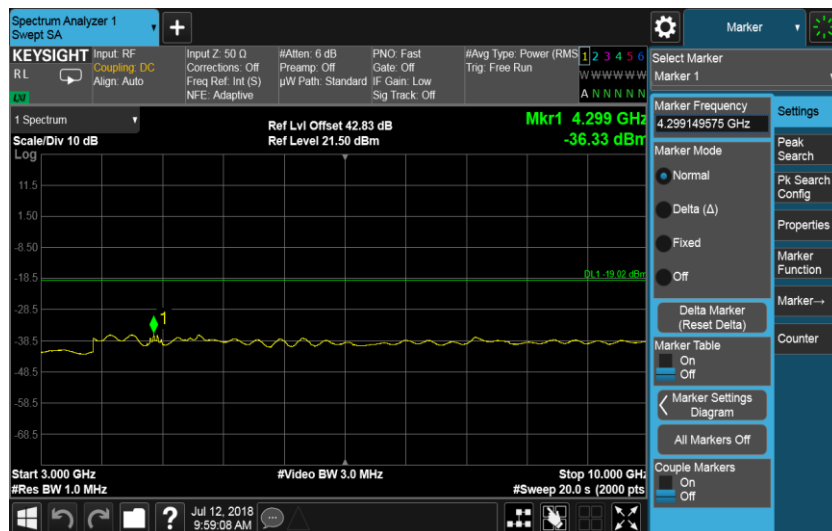 Spectrum Analyzer 1
Swept SA
+
Marker
KEYSIGHT
RL
LXI
Input: RF
Coupling: DC
Align: Auto
Input Z: 50 Ω
Corrections: Off
Freq Ref: Int (S)
NFE: Adaptive
#Atten: 6 dB
Preamp: Off
µW Path: Standard
PNO: Fast
Gate: Off
IF Gain: Low
Sig Track: Off
#Avg Type: Power (RMS
Trig: Free Run
1 2 3 4 5 6
W W W W W W
A N N N N N
Select Marker
Marker 1
1 Spectrum
Scale/Div 10 dB
Log
Ref Lvl Offset 42.83 dB
Ref Level 21.50 dBm
Mkr1 4.299 GHz
-36.33 dBm
11.5
1.50
-8.50
-18.5
-28.5
-38.5
-48.5
-58.5
-68.5
DL1 -19.02 dBm
1
Start 3.000 GHz
#Res BW 1.0 MHz
#Video BW 3.0 MHz
Stop 10.000 GHz
#Sweep 20.0 s (2000 pts
Marker Frequency
4.299149575 GHz
Marker Mode
Normal
Delta (Δ)
Fixed
Off
Delta Marker
(Reset Delta)
Marker Table
On
Off
Marker Settings
Diagram
All Markers Off
Couple Markers
On
Off
Settings
Peak
Search
Pk Search
Config
Properties
Marker
Function
Marker→
Counter
?
Jul 12, 2018
9:59:08 AM